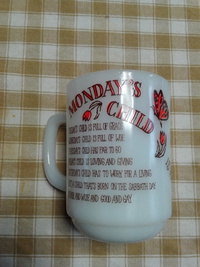 MONDAY'S
CHILD
CHILD IS FULL OF GRACE
CHILD IS FULL OF WOE
CHILD HAS FAR TO GO
CHILD IS LOVING AND GIVING
CHILD HAS TO WORK FOR A LIVING
CHILD THAT'S BORN ON THE SABBATH DAY
AND WISE AND GOOD AND GAY